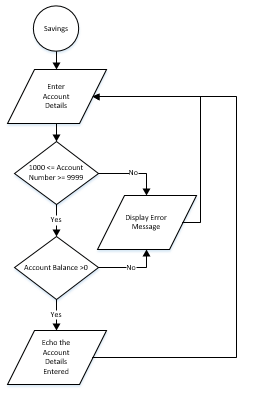 Savings
Enter
Account
Details
1000 <= Account
Number >= 9999
No
Yes
Display Error
Message
Account Balance >0
No
Yes
Echo the
Account
Details
Entered